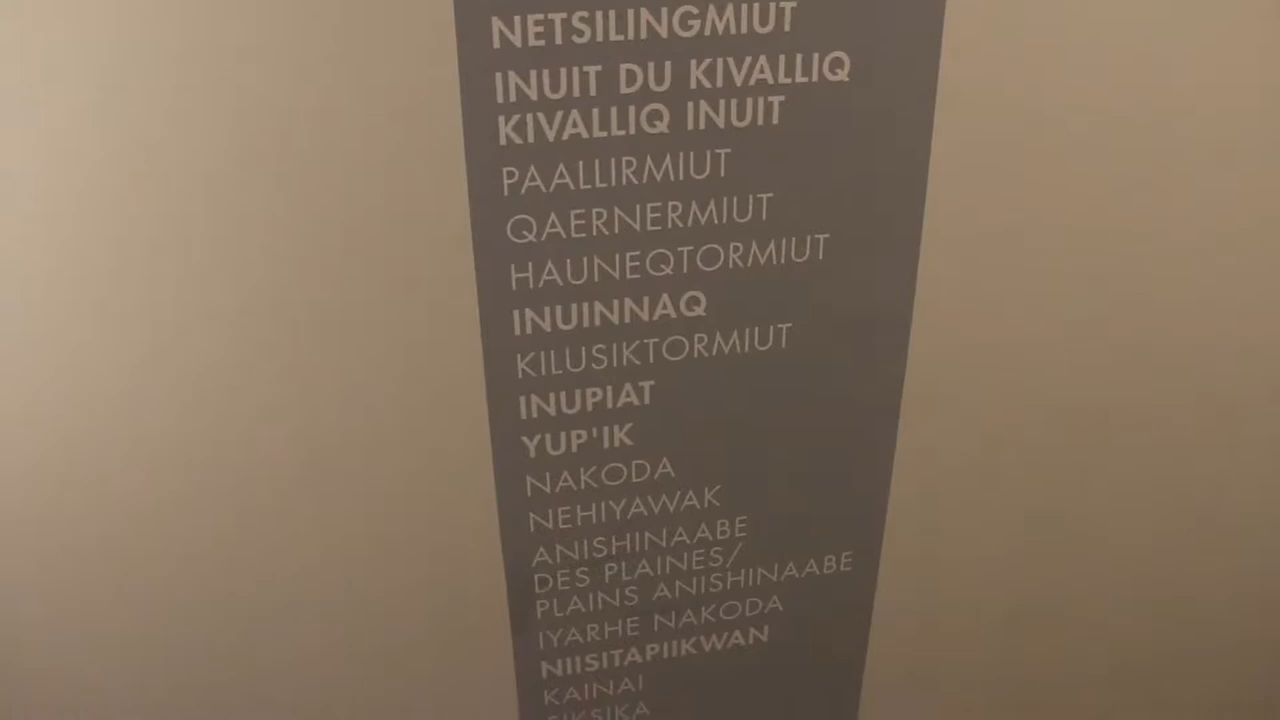 NETSILINGMIUT
INUIT DU KIVALLIQ
KIVALLIQ INUIT
PAALLIRMIUT
QAERNERMIUT
HAUNEQTORMIUT
INUINNAQ
KILUSIKTORMIUT
INUPIAT
YUP'IK
NAKODA
NEHIYAWAK
ANISHINAABE
DES PLAINES/
PLAINS ANISHINAABE
IYARHE NAKODA
NIISITAPIIKWAN
KAINAI
SIKSIKA